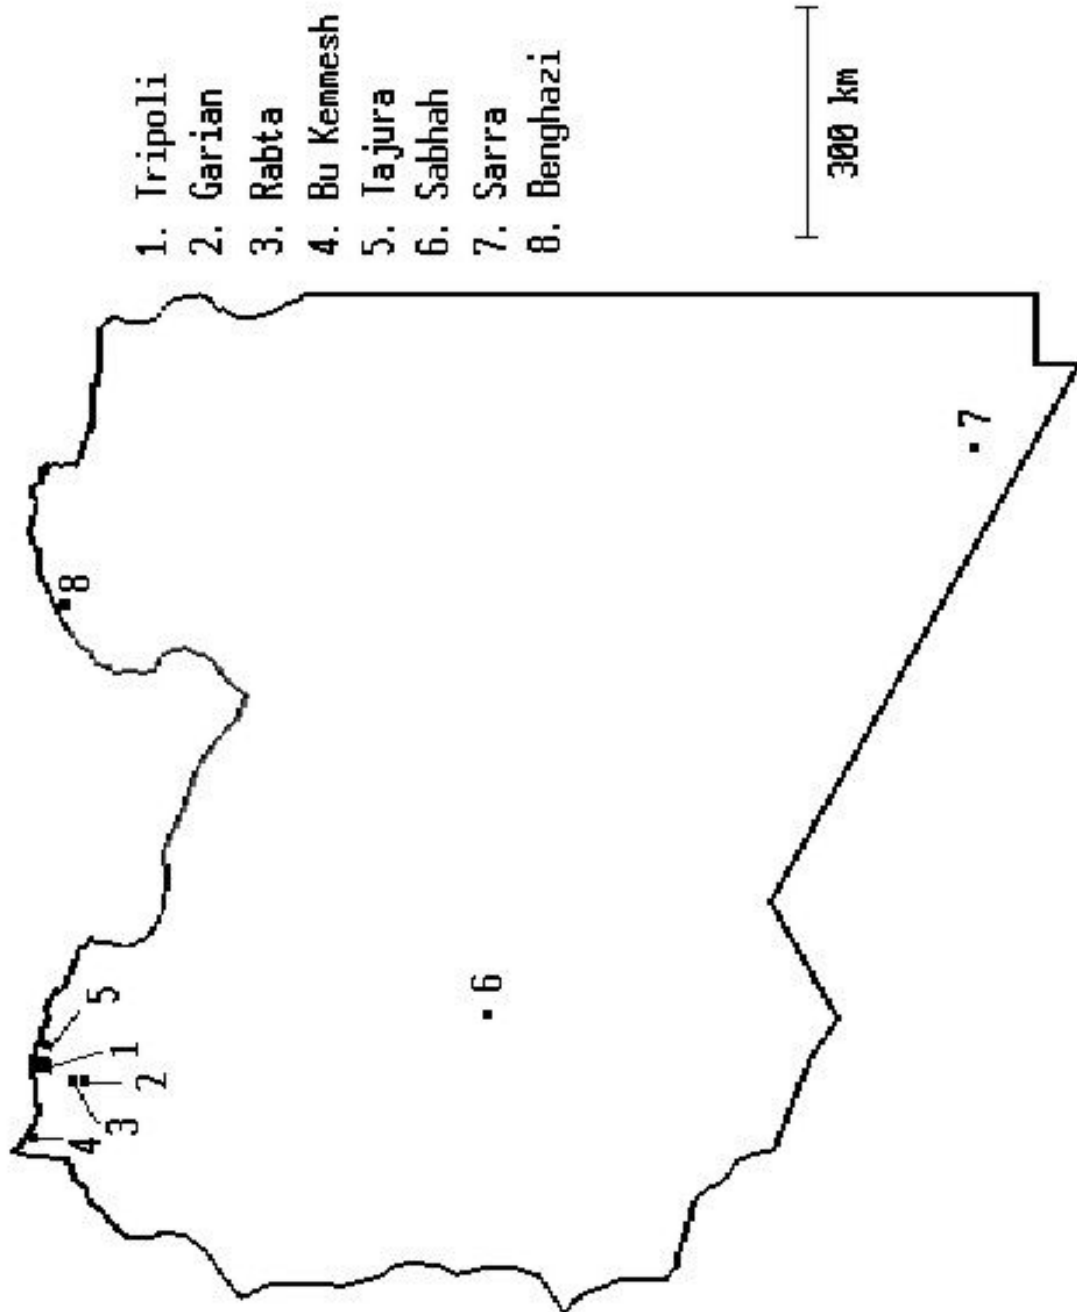 1. Tripoli
2. Garian
3. Rabta
4. Bu Kemmesh
5. Tajura
6. Sabhah
7. Sarra
8. Benghazi
300 km
4
3
2
1
5
6
8
7